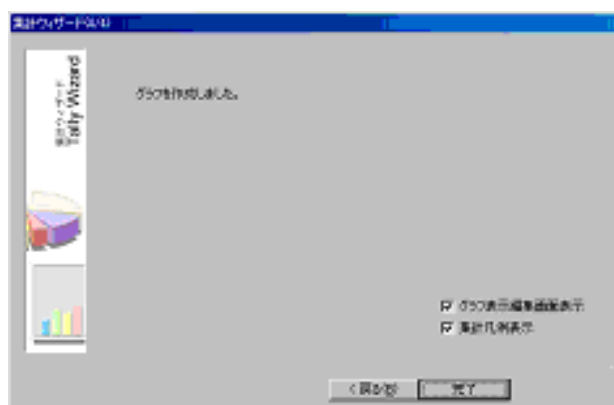 集計ウィザード(4/4)
集計ウィザード
Tally Wizard
グラフを作成しました。
グラフ表示編集画面表示
集計凡例表示
< 戻る(B)
完了